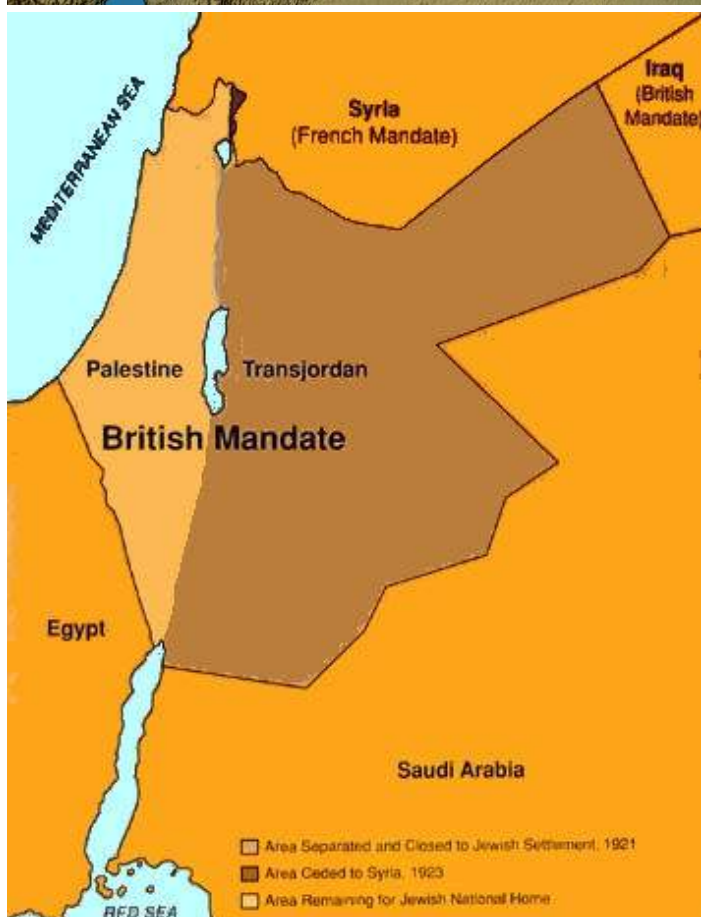 MEDITERRANEAN SEA
Syria
(French Mandate)
Iraq
(British
Mandate)
Palestine
Transjordan
British Mandate
Egypt
Saudi Arabia
Area Separated and Closed to Jewish Settlement, 1921
Area Ceded to Syria, 1923
Area Remaining for Jewish National Home
RED SEA